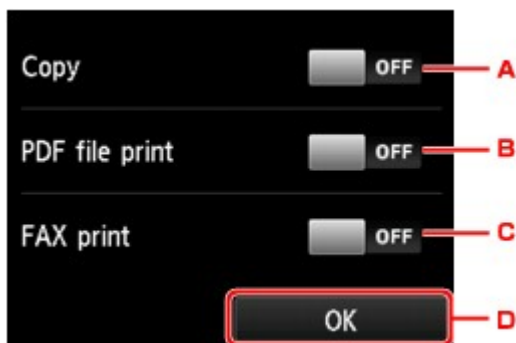 Copy OFF A
PDF file print OFF B
FAX print OFF C
OK D